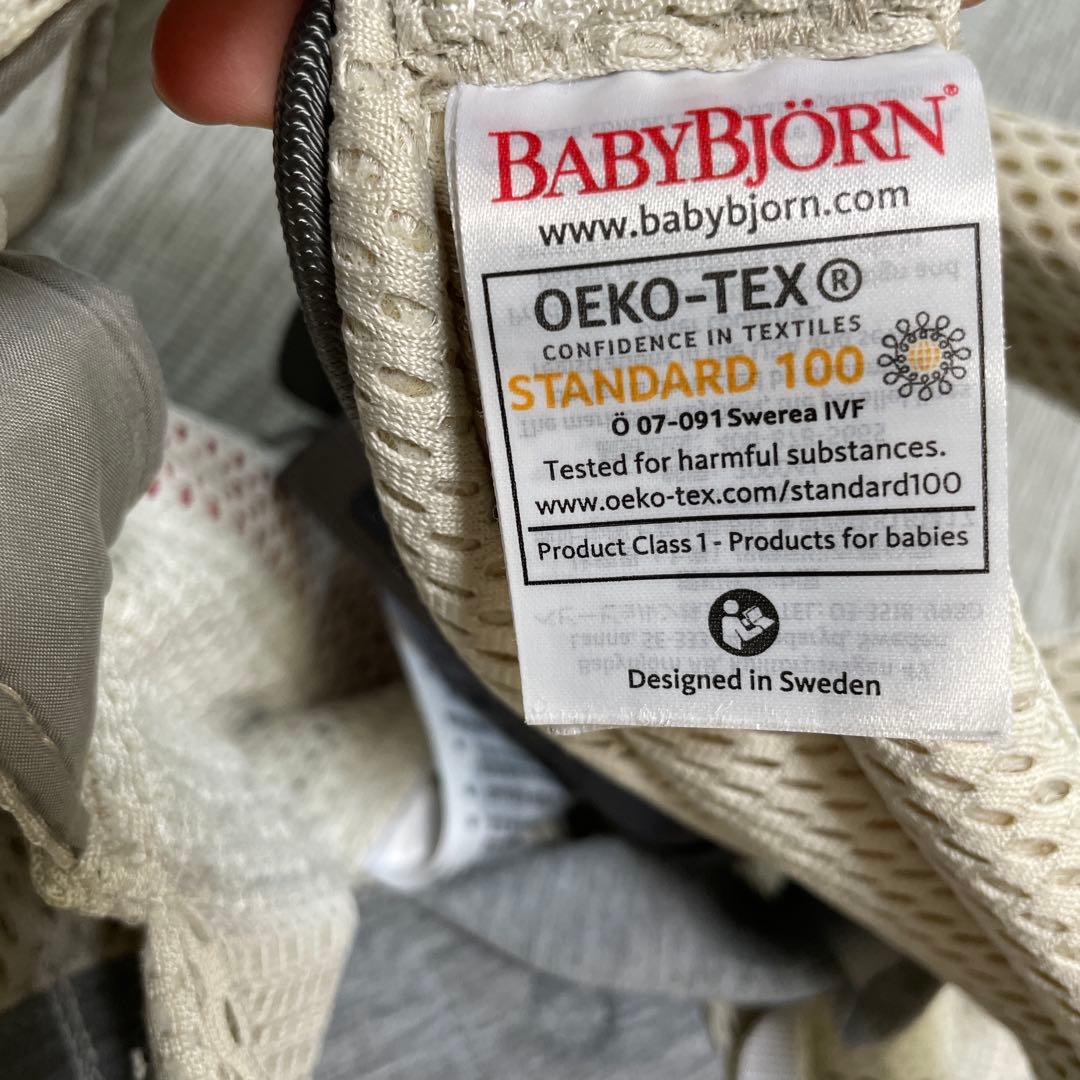 BABYBJÖRN®
www.babybjorn.com
OEKO-TEX®
CONFIDENCE IN TEXTILES
STANDARD 100
Ö 07-091 Swerea IVF
Tested for harmful substances.
www.oeko-tex.com/standard100
Product Class 1 - Products for babies
Designed in Sweden